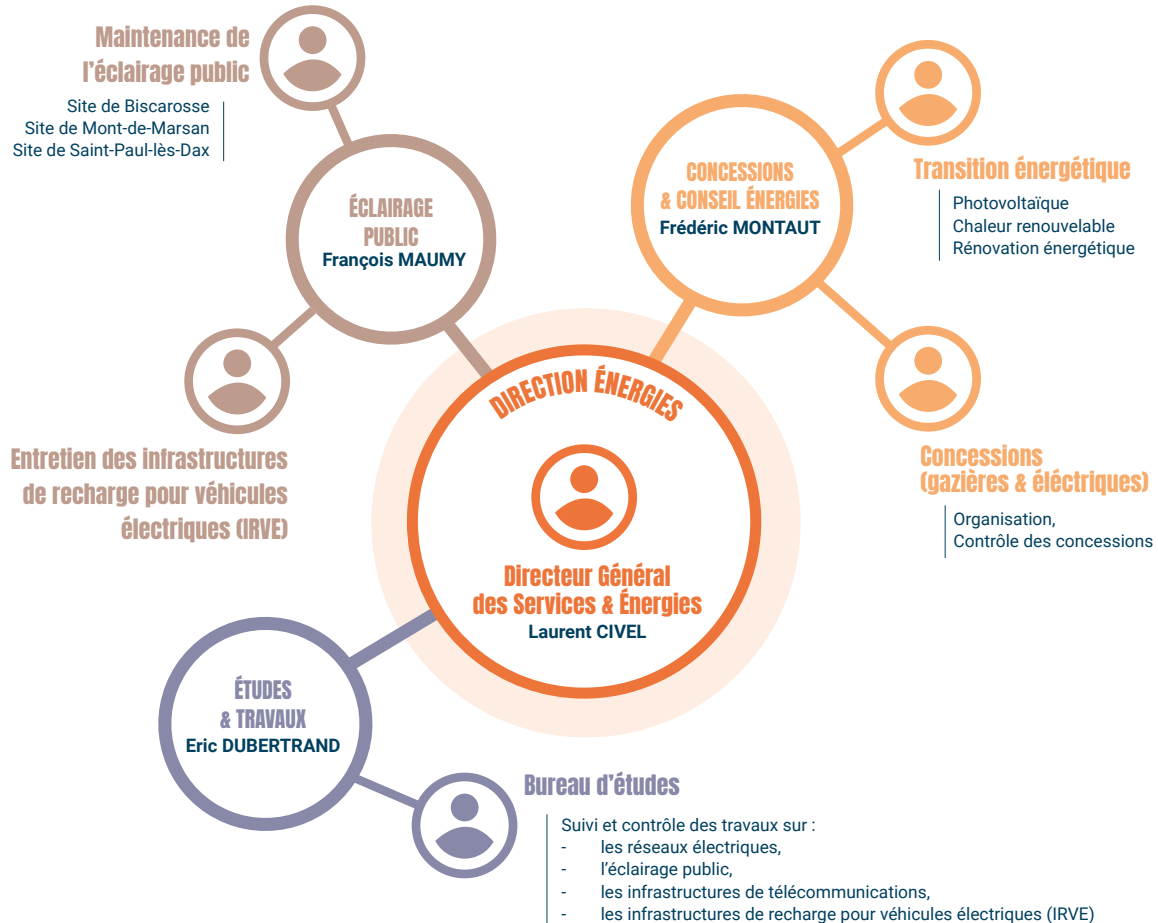 Maintenance de
l'éclairage public
Site de Biscarosse
Site de Mont-de-Marsan
Site de Saint-Paul-lès-Dax
ÉCLAIRAGE
PUBLIC
François MAUMY
CONCESSIONS
& CONSEIL ÉNERGIES
Frédéric MONTAUT
Transition énergétique
Photovoltaïque
Chaleur renouvelable
Rénovation énergétique
DIRECTION ÉNERGIES
Directeur Général
des Services & Énergies
Laurent CIVEL
Entretien des infrastructures
de recharge pour véhicules
électriques (IRVE)
Concessions
(gazières & éléctriques)
Organisation,
Contrôle des concessions
ÉTUDES
& TRAVAUX
Eric DUBERTRAND
Bureau d'études
Suivi et contrôle des travaux sur :
- les réseaux électriques,
- l'éclairage public,
- les infrastructures de télécommunications,
- les infrastructures de recharge pour véhicules électriques (IRVE)